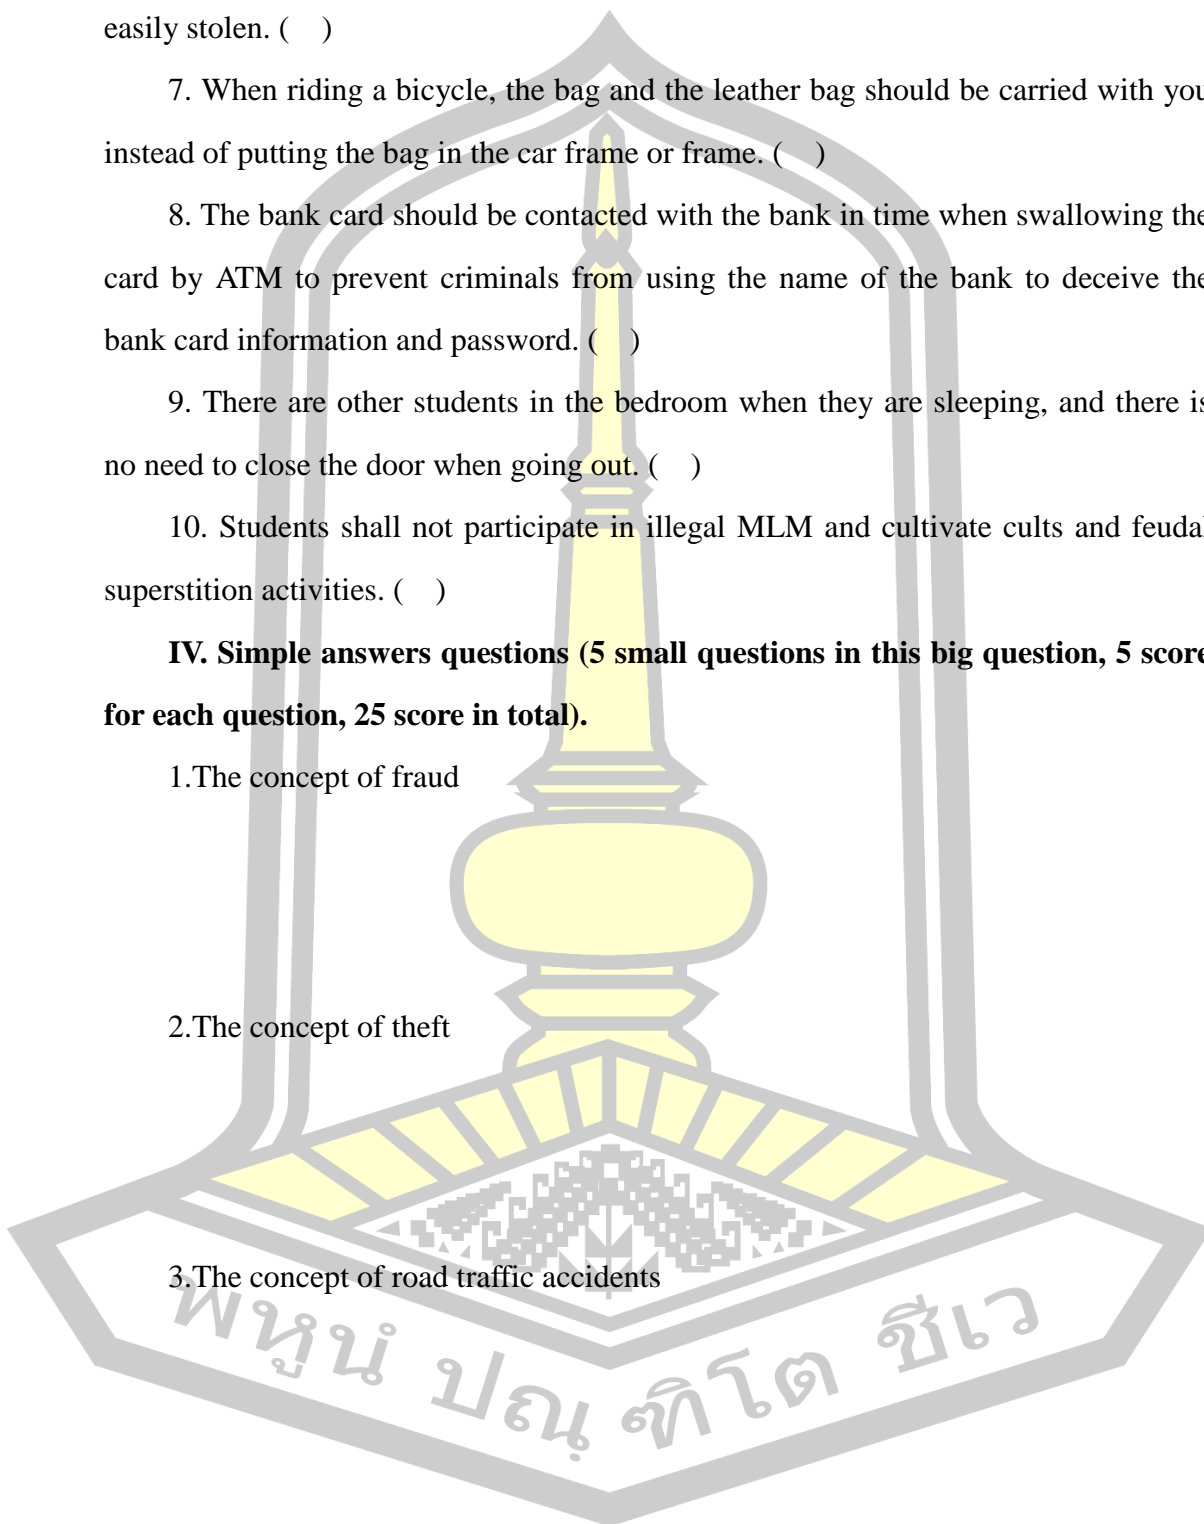 easily stolen. (    )
7. When riding a bicycle, the bag and the leather bag should be carried with you
instead of putting the bag in the car frame or frame. (    )
8. The bank card should be contacted with the bank in time when swallowing the
card by ATM to prevent criminals from using the name of the bank to deceive the
bank card information and password. (    )
9. There are other students in the bedroom when they are sleeping, and there is
no need to close the door when going out. (    )
10. Students shall not participate in illegal MLM and cultivate cults and feudal
superstition activities. (    )
IV. Simple answers questions (5 small questions in this big question, 5 score
for each question, 25 score in total).
1.The concept of fraud
2.The concept of theft
3.The concept of road traffic accidents
พหูนํ ปณฺฑิโต ชีเว